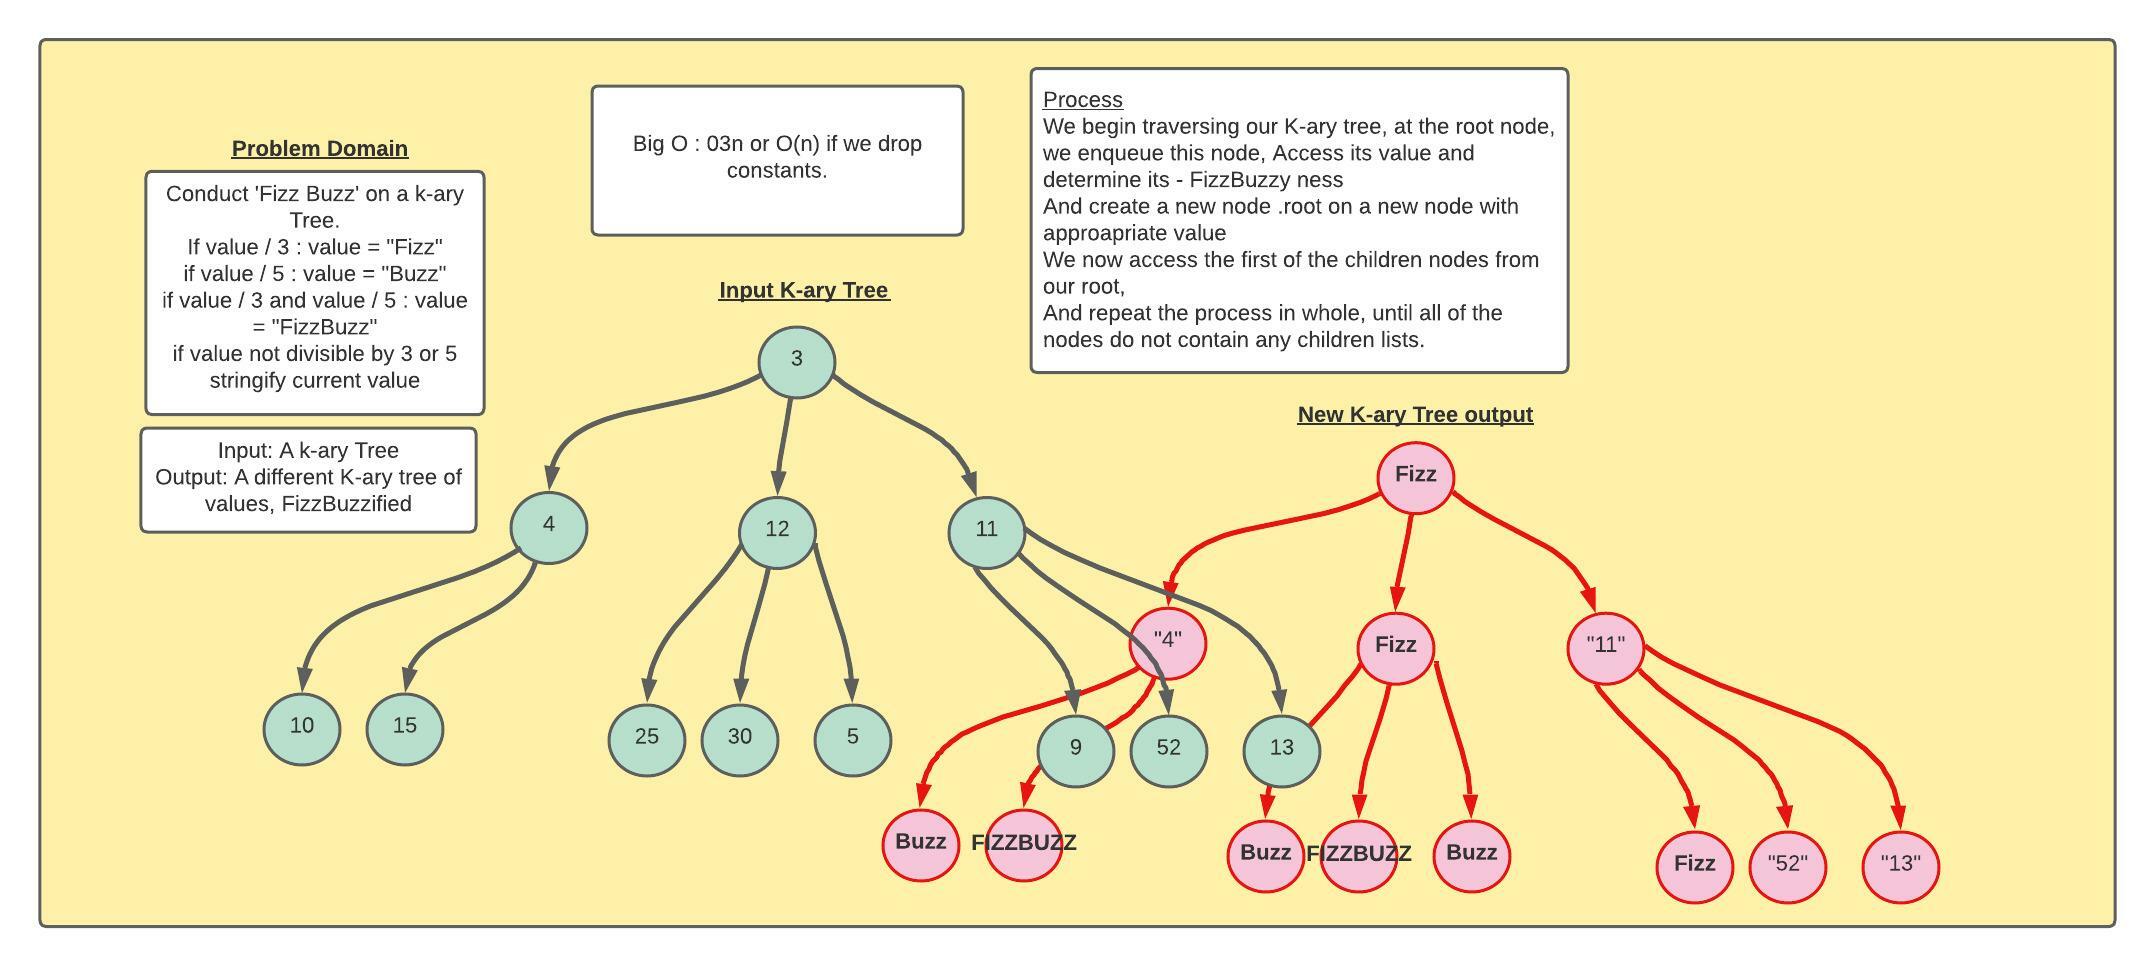 Problem Domain
Conduct 'Fizz Buzz' on a k-ary
Tree.
If value / 3 : value = "Fizz"
if value / 5 : value = "Buzz"
if value / 3 and value / 5 : value
= "FizzBuzz"
if value not divisible by 3 or 5
stringify current value
Input: A k-ary Tree
Output: A different K-ary tree of
values, FizzBuzzified
Big O : 03n or O(n) if we drop
constants.
Process
We begin traversing our K-ary tree, at the root node,
we enqueue this node, Access its value and
determine its - FizzBuzzy ness
And create a new node .root on a new node with
approapriate value
We now access the first of the children nodes from
our root,
And repeat the process in whole, until all of the
nodes do not contain any children lists.
Input K-ary Tree
3
4
12
11
10
15
25
30
5
9
52
13
New K-ary Tree output
Fizz
"4"
Fizz
"11"
Buzz
FIZZBUZZ
Buzz
FIZZBUZZ
Buzz
Fizz
"52"
"13"